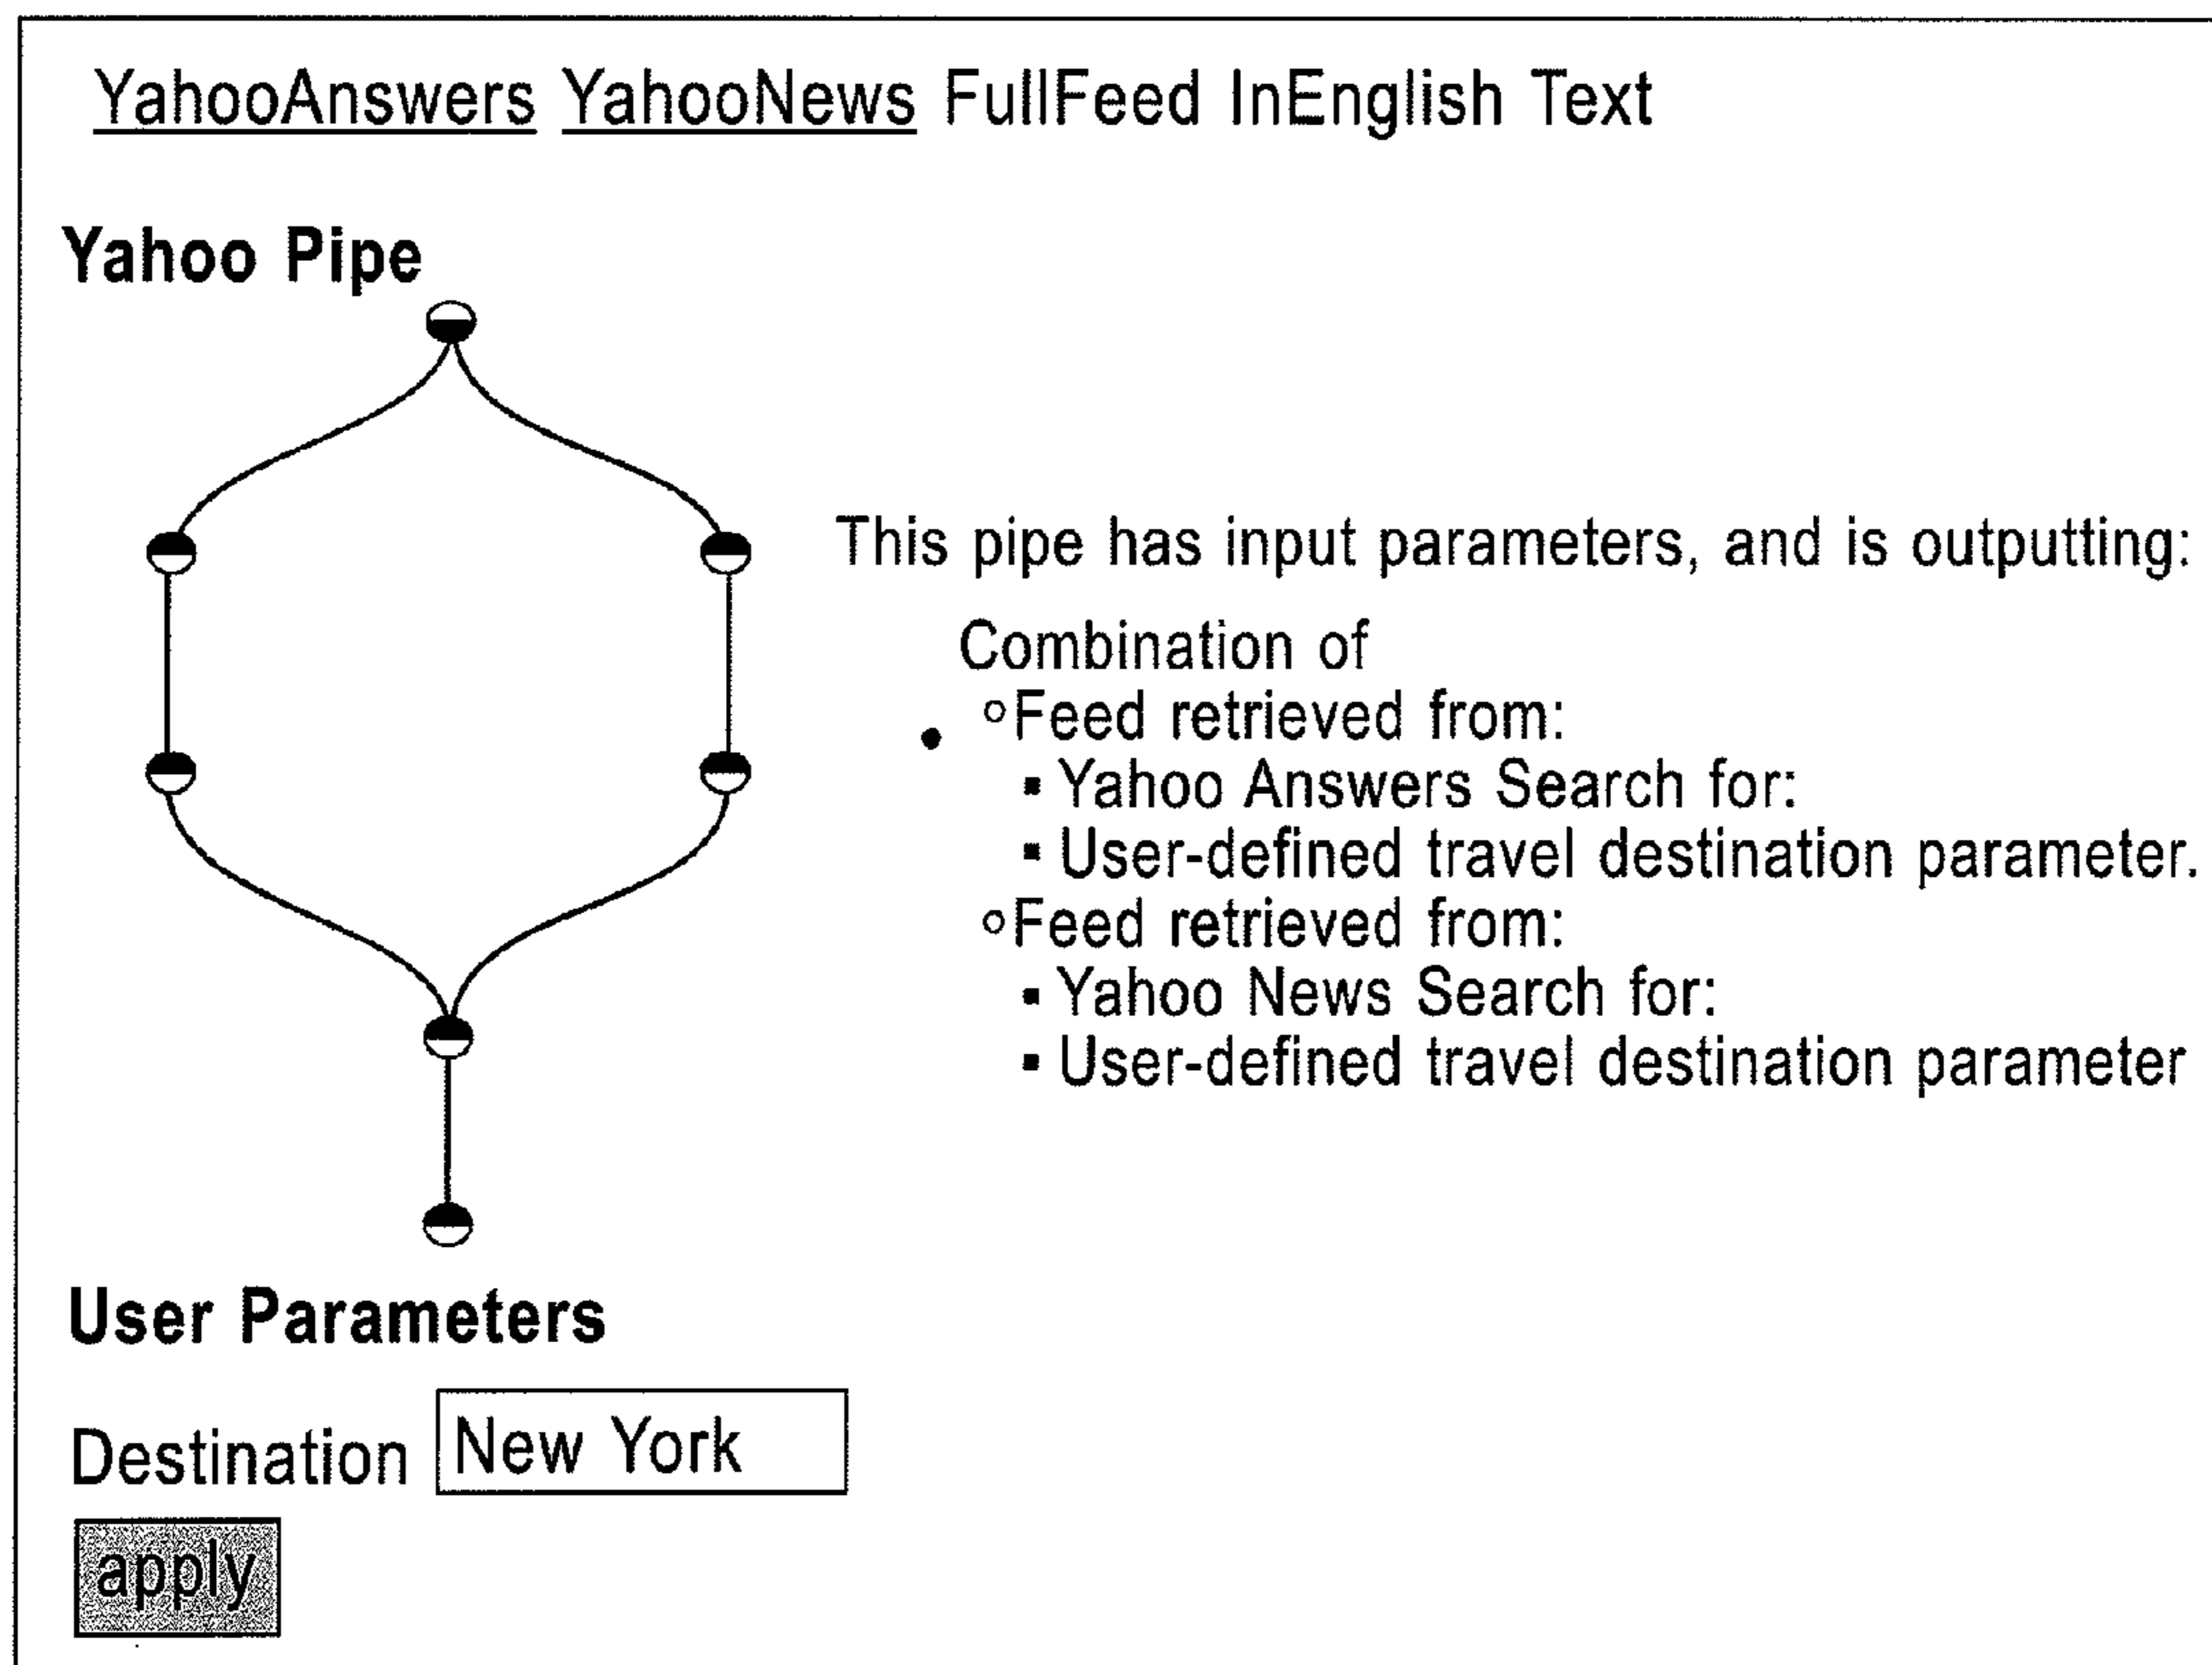 YahooAnswers YahooNews FullFeed InEnglish Text
Yahoo Pipe
This pipe has input parameters, and is outputting:
Combination of
Feed retrieved from:
Yahoo Answers Search for:
User-defined travel destination parameter.
Feed retrieved from:
Yahoo News Search for:
User-defined travel destination parameter
User Parameters
Destination New York
apply